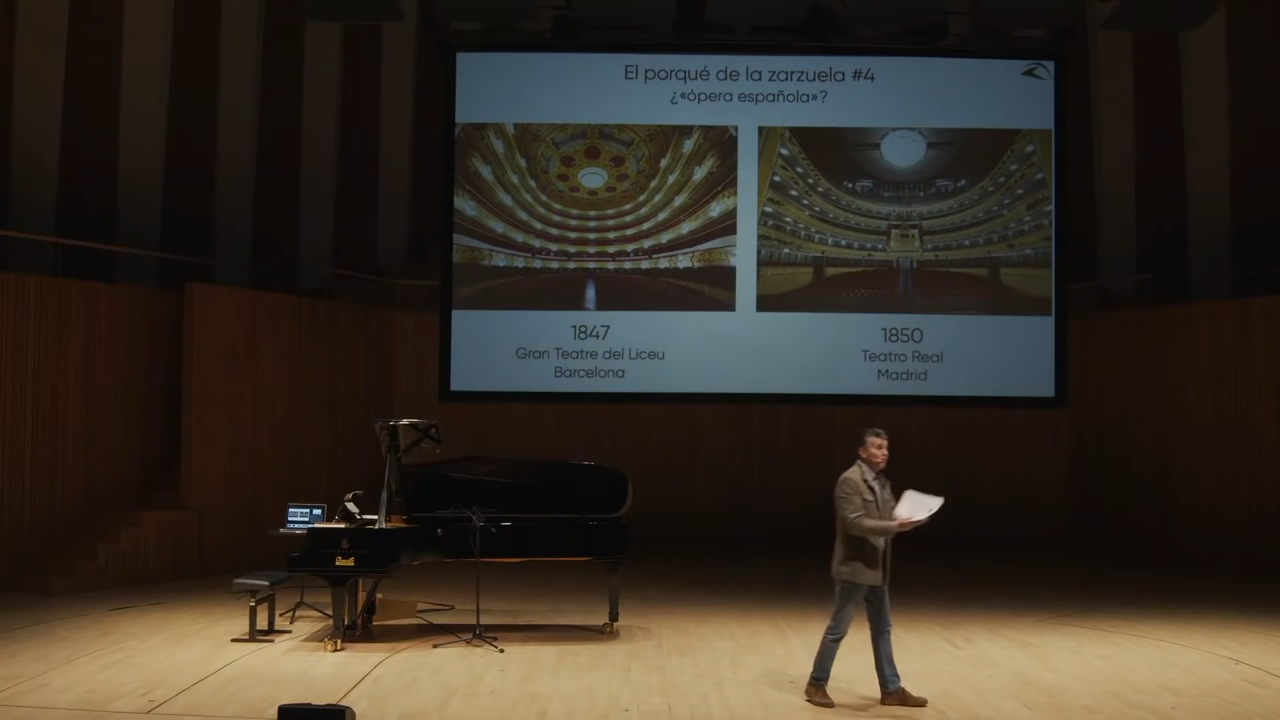 El porqué de la zarzuela #4
¿«ópera española»?
1847
Gran Teatre del Liceu
Barcelona
1850
Teatro Real
Madrid